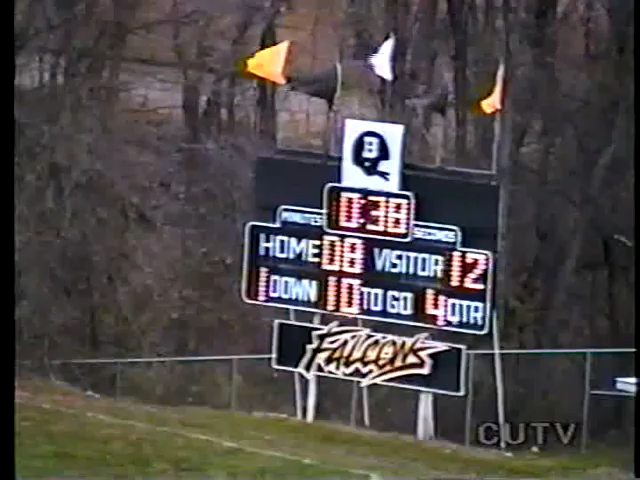 B
0:38
MINUTES SECONDS
HOME 08 VISITOR 12
1 DOWN 10 TO GO 4 QTR
FALCONS
CUTV